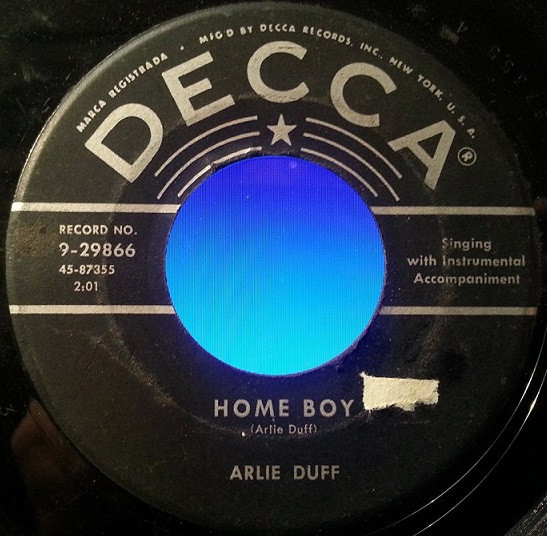 MARCA REGISTRADA • MFG'D BY DECCA RECORDS, INC., NEW YORK, U.S.A.
DECCA®
RECORD NO.
9-29866
45-87355
2:01
Singing
with Instrumental
Accompaniment
HOME BOY
(Arlie Duff)
ARLIE DUFF